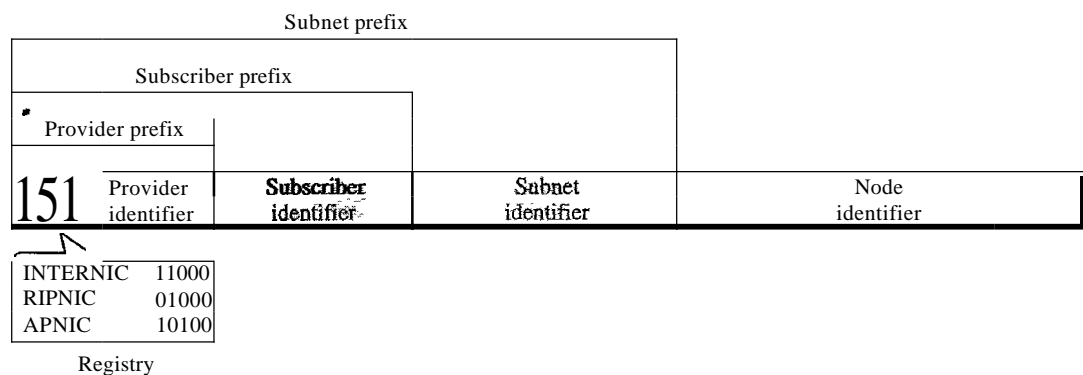 Subnet prefix
Subscriber prefix
Provider prefix
151
Provider identifier
Subscriber identifier
Subnet identifier
Node identifier
INTERNIC 11000
RIPNIC 01000
APNIC 10100
Registry